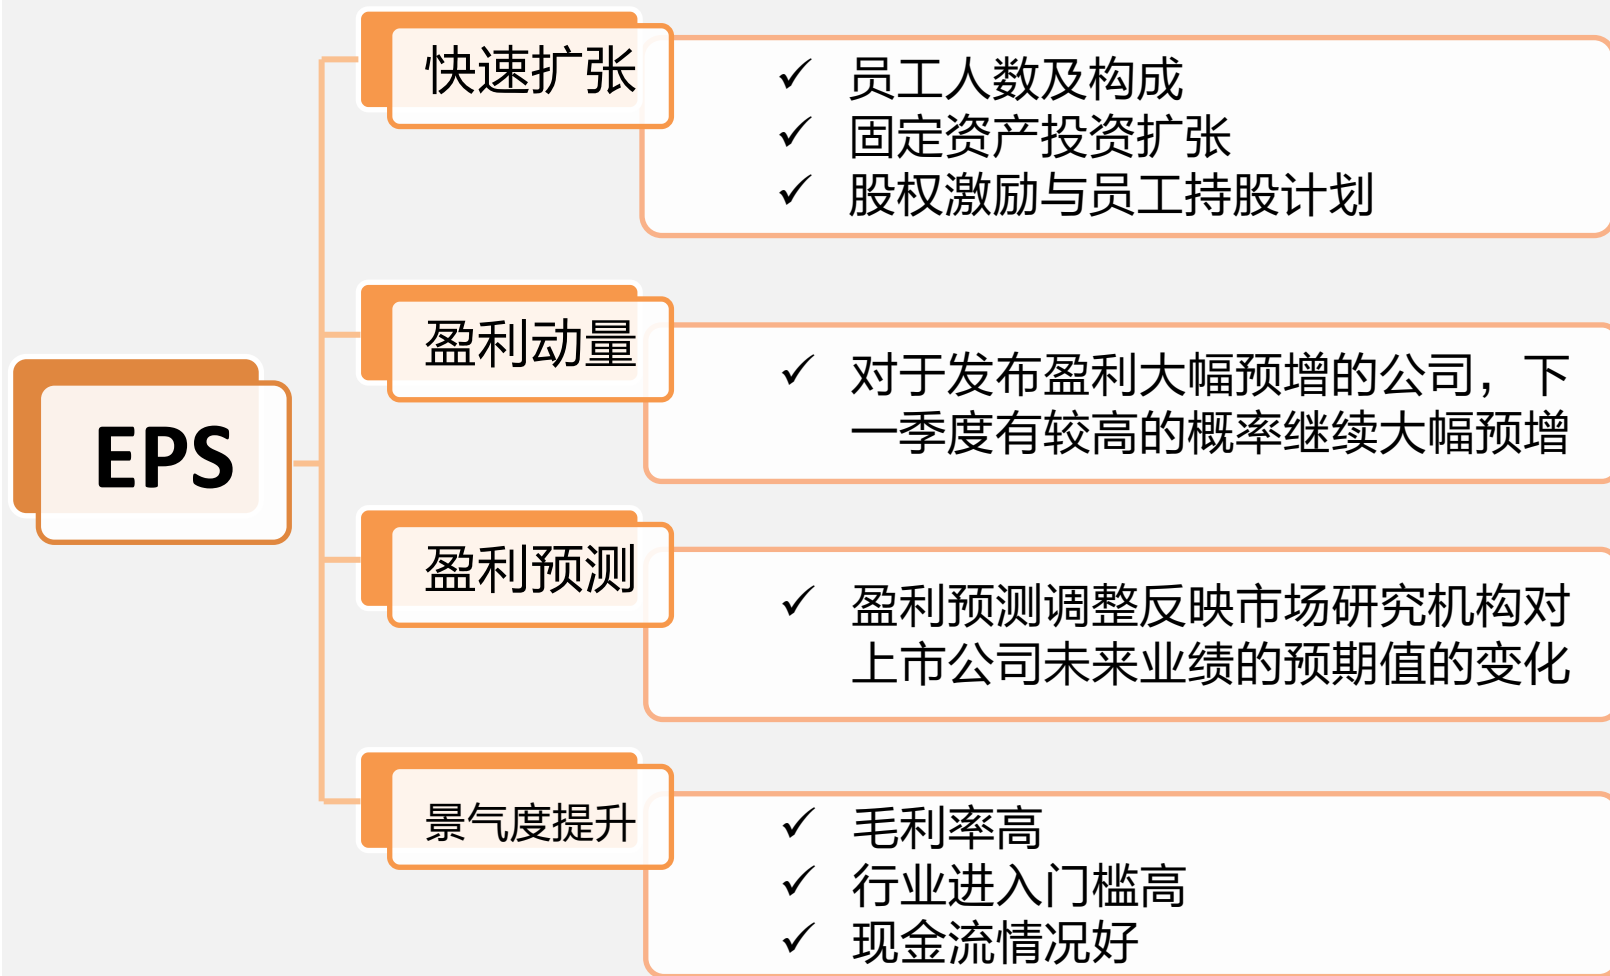 快速扩张
✓ 员工人数及构成
✓ 固定资产投资扩张
✓ 股权激励与员工持股计划
盈利动量
✓ 对于发布盈利大幅预增的公司，下
一季度有较高的概率继续大幅预增
EPS
盈利预测
✓ 盈利预测调整反映市场研究机构对
上市公司未来业绩的预期值的变化
景气度提升
✓ 毛利率高
✓ 行业进入门槛高
✓ 现金流情况好